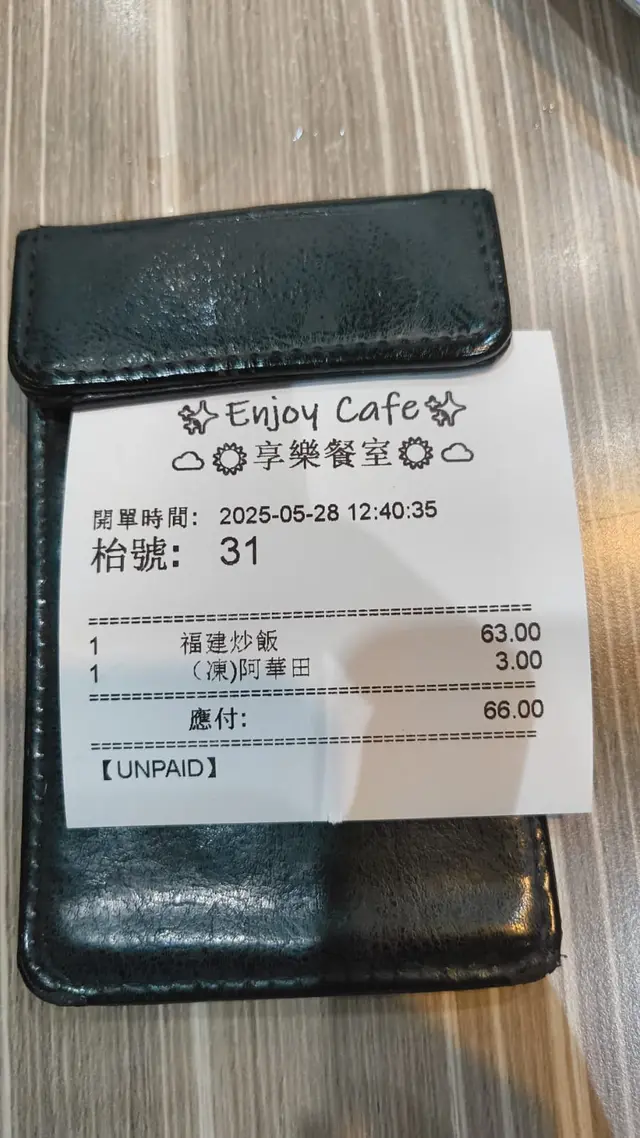 Enjoy Cafe
享樂餐室
開單時間: 2025-05-28 12:40:35
枱號: 31
1 福建炒飯 63.00
1 (凍)阿華田 3.00
應付: 66.00
【UNPAID】